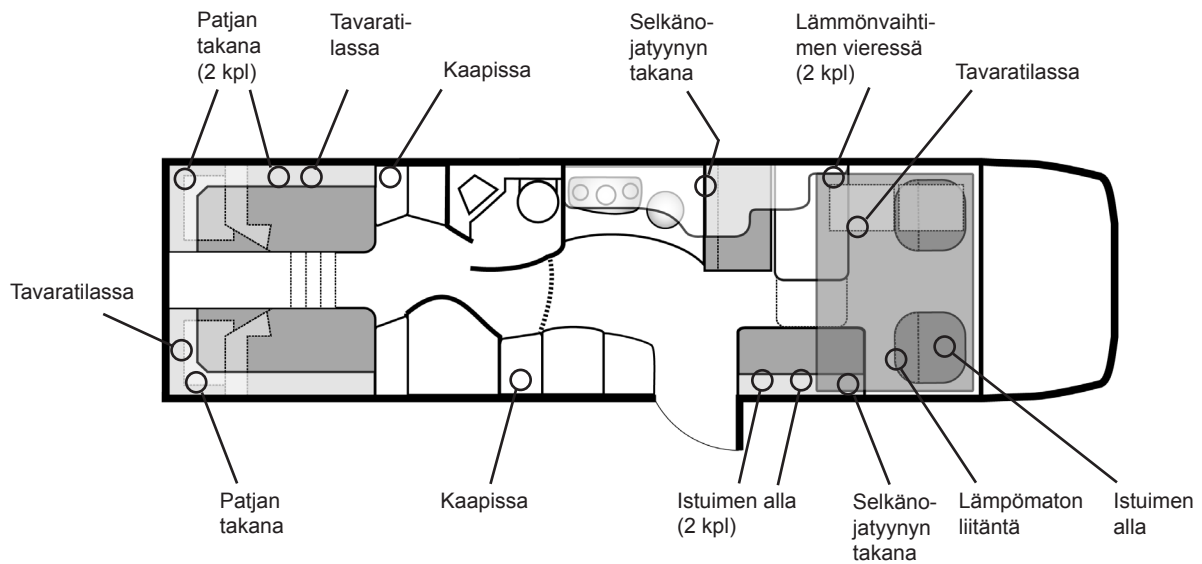 Patjan
takana
(2 kpl)
Tavarati-
lassa
Kaapissa
Selkäno-
jatyynyn
takana
Lämmönvaihti-
men vieressä
(2 kpl)
Tavaratilassa
Tavaratilassa
Patjan
takana
Kaapissa
Istuimen alla
(2 kpl)
Selkäno-
jatyynyn
takana
Lämpömaton
liitäntä
Istuimen
alla